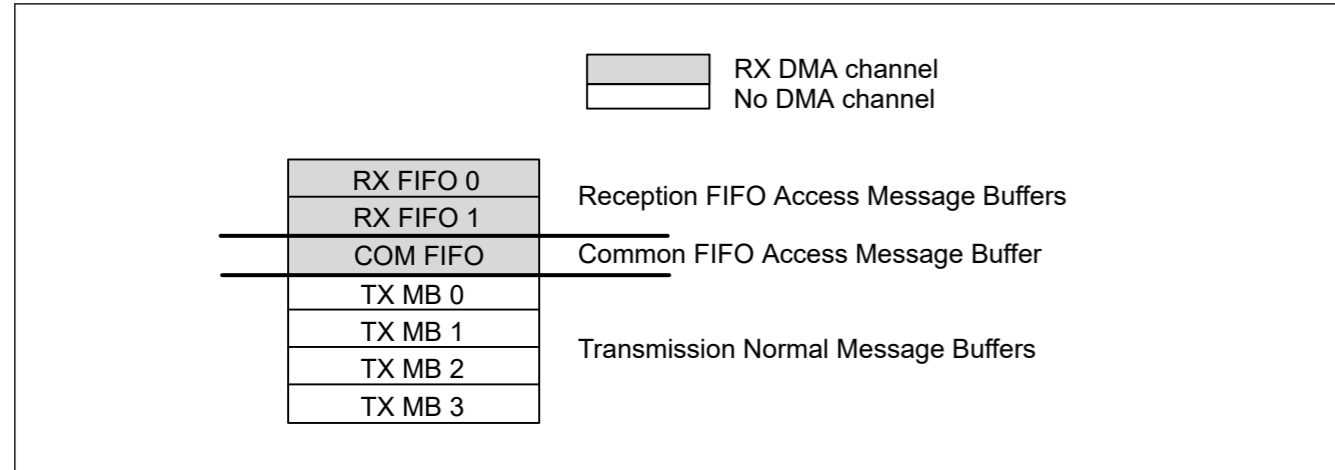 RX DMA channel
No DMA channel
RX FIFO 0
Reception FIFO Access Message Buffers
RX FIFO 1
COM FIFO
Common FIFO Access Message Buffer
TX MB 0
TX MB 1
Transmission Normal Message Buffers
TX MB 2
TX MB 3